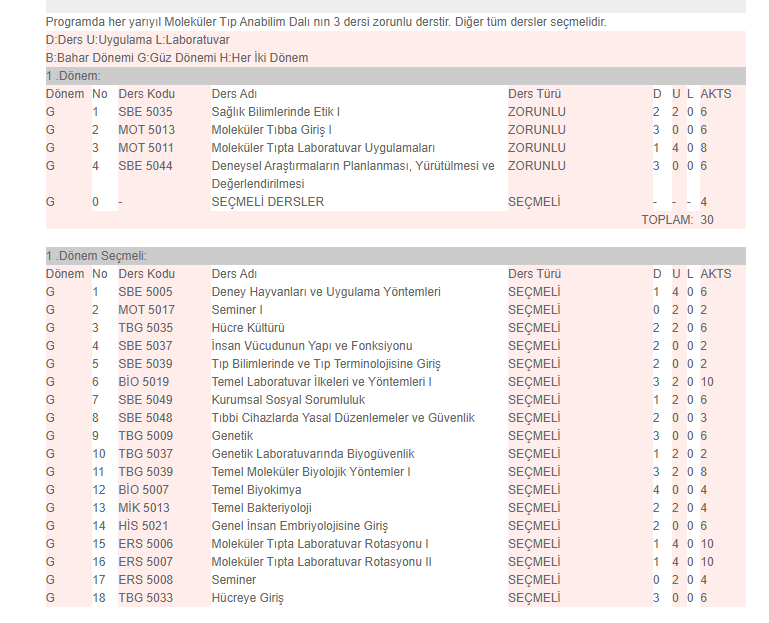 Programda her yarıyıl Moleküler Tıp Anabilim Dalı nın 3 dersi zorunlu derstir. Diğer tüm dersler seçmelidir.
D:Ders U:Uygulama L:Laboratuvar
B:Bahar Dönemi G:Güz Dönemi H:Her İki Dönem
1 .Dönem:
Dönem No Ders Kodu Ders Adı Ders Türü D U L AKTS
G 1 SBE 5035 Sağlık Bilimlerinde Etik I ZORUNLU 2 2 0 6
G 2 MOT 5013 Moleküler Tıbba Giriş I ZORUNLU 3 0 0 6
G 3 MOT 5011 Moleküler Tıpta Laboratuvar Uygulamaları ZORUNLU 1 4 0 8
G 4 SBE 5044 Deneysel Araştırmaların Planlanması, Yürütülmesi ve ZORUNLU 3 0 0 6
Değerlendirilmesi
G 0 - SEÇMELİ DERSLER SEÇMELİ - - - 4
TOPLAM: 30
1 .Dönem Seçmeli:
Dönem No Ders Kodu Ders Adı Ders Türü D U L AKTS
G 1 SBE 5005 Deney Hayvanları ve Uygulama Yöntemleri SEÇMELİ 1 4 0 6
G 2 MOT 5017 Seminer I SEÇMELİ 0 2 0 2
G 3 TBG 5035 Hücre Kültürü SEÇMELİ 2 2 0 6
G 4 SBE 5037 İnsan Vücudunun Yapı ve Fonksiyonu SEÇMELİ 2 0 0 2
G 5 SBE 5039 Tıp Bilimlerinde ve Tıp Terminolojisine Giriş SEÇMELİ 2 0 0 2
G 6 BİO 5019 Temel Laboratuvar İlkeleri ve Yöntemleri I SEÇMELİ 3 2 0 10
G 7 SBE 5049 Kurumsal Sosyal Sorumluluk SEÇMELİ 1 2 0 6
G 8 SBE 5048 Tıbbi Cihazlarda Yasal Düzenlemeler ve Güvenlik SEÇMELİ 2 0 0 3
G 9 TBG 5009 Genetik SEÇMELİ 3 0 0 6
G 10 TBG 5037 Genetik Laboratuvarında Biyogüvenlik SEÇMELİ 1 2 0 2
G 11 TBG 5039 Temel Moleküler Biyolojik Yöntemler I SEÇMELİ 3 2 0 8
G 12 BİO 5007 Temel Biyokimya SEÇMELİ 4 0 0 4
G 13 MİK 5013 Temel Bakteriyoloji SEÇMELİ 2 2 0 4
G 14 HİS 5021 Genel İnsan Embriyolojisine Giriş SEÇMELİ 2 0 0 6
G 15 ERS 5006 Moleküler Tıpta Laboratuvar Rotasyonu I SEÇMELİ 1 4 0 10
G 16 ERS 5007 Moleküler Tıpta Laboratuvar Rotasyonu II SEÇMELİ 1 4 0 10
G 17 ERS 5008 Seminer SEÇMELİ 0 2 0 4
G 18 TBG 5033 Hücreye Giriş SEÇMELİ 3 0 0 6